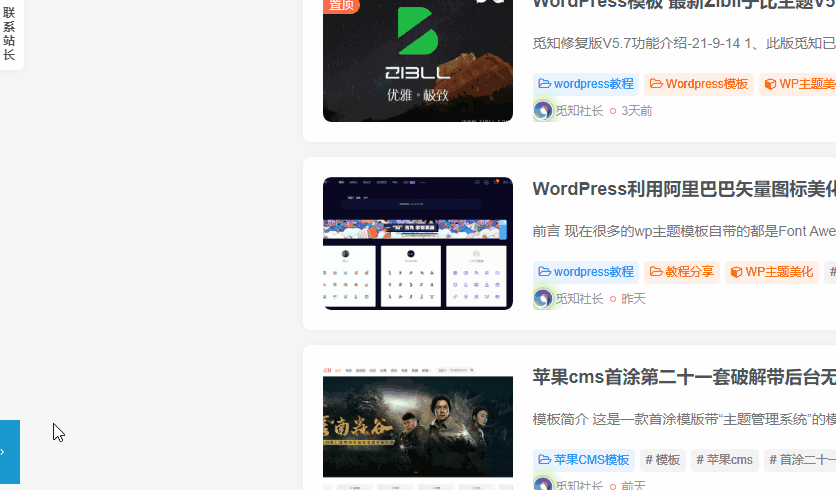 联系站长
置顶
ZIBLL
优雅·极致
WordPress模板 最新Zibll子比主题V5
觅知修复版V5.7功能介绍-21-9-14 1、此版觅知已
wordpress教程 Wordpress模板 WP主题美
觅知社长 3天前
WordPress利用阿里巴巴矢量图标美化
前言 现在很多的wp主题模板自带的都是Font Awe
wordpress教程 教程分享 WP主题美化 #
觅知社长 昨天
苹果cms首涂第二十一套破解带后台无
模板简介 这是一款首涂模版带“主题管理系统”的模
苹果CMS模板 # 模板 # 苹果cms # 首涂二十一
觅知社长 前天